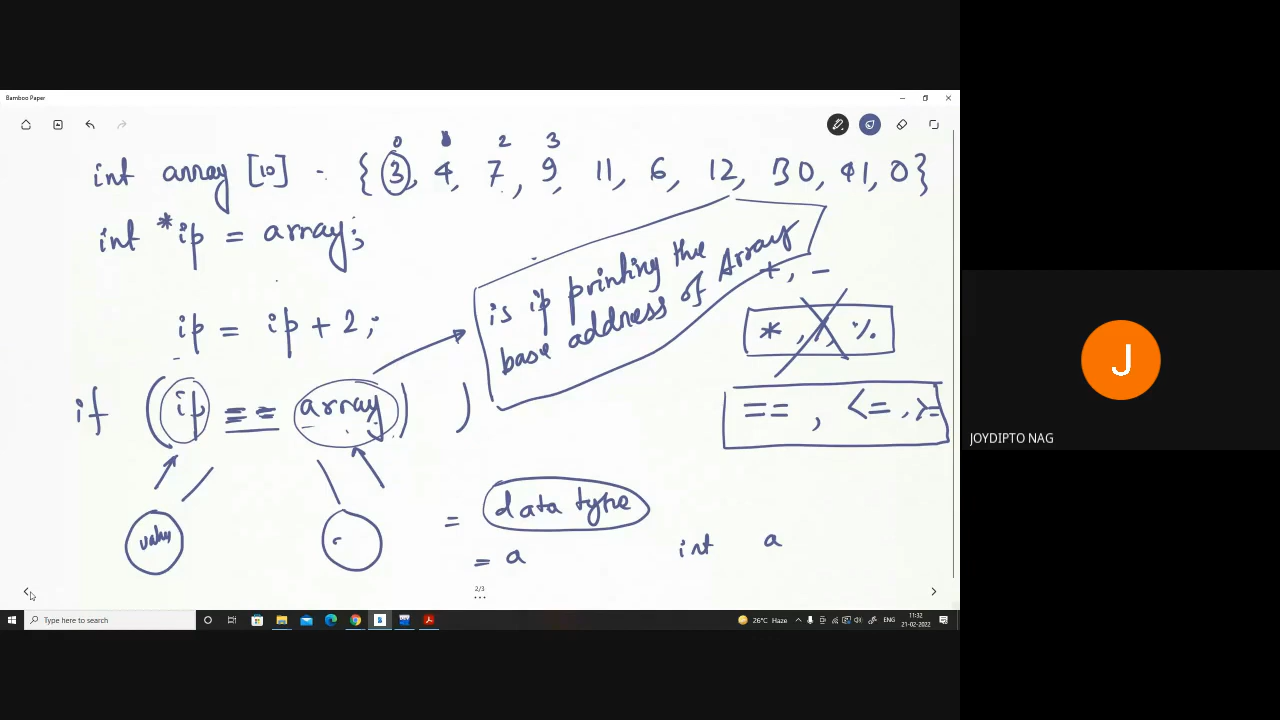 Bamboo Paper
0 1 2 3
int array [10] = { 3, 4, 7, 9, 11, 6, 12, 30, 41, 0}
int *ip = array;
is ip printing the
base address of Array
+, -
ip = ip + 2;
*, /, %
if (ip == array)
==, <=, >=
= data type
= a
int a
2/3
JOYDIPTO NAG
Type here to search
26°C Haze
ENG
11:32
21-02-2022
J